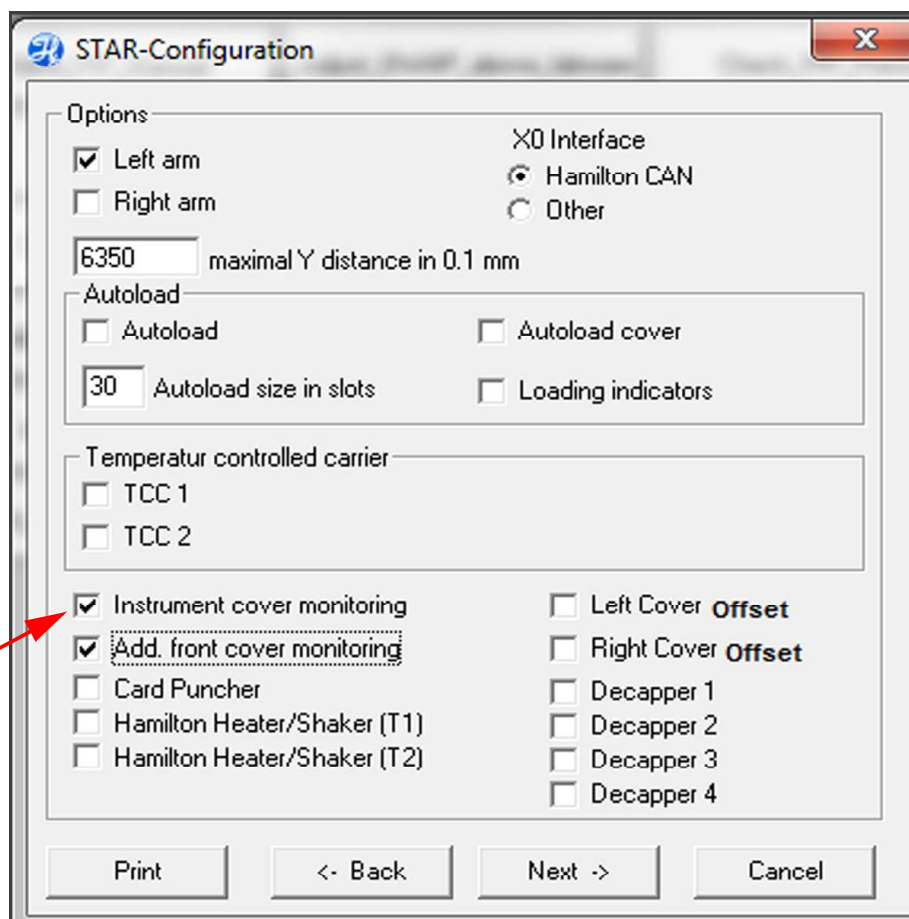 STAR-Configuration
Options
Left arm
Right arm
X0 Interface
Hamilton CAN
Other
6350 maximal Y distance in 0.1 mm
Autoload
Autoload
Autoload cover
30 Autoload size in slots
Loading indicators
Temperatur controlled carrier
TCC 1
TCC 2
Instrument cover monitoring
Add. front cover monitoring
Card Puncher
Hamilton Heater/Shaker (T1)
Hamilton Heater/Shaker (T2)
Left Cover Offset
Right Cover Offset
Decapper 1
Decapper 2
Decapper 3
Decapper 4
Print
<- Back
Next ->
Cancel